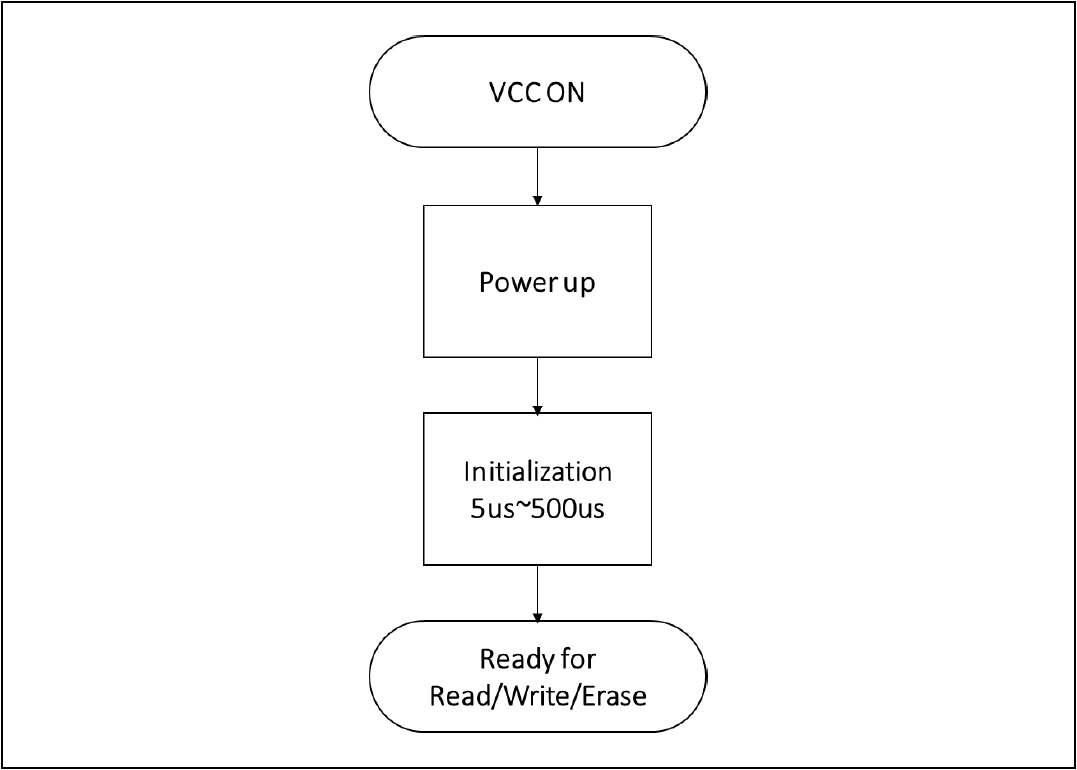 VCC ON
Power up
Initialization
5us~500us
Ready for
Read/Write/Erase